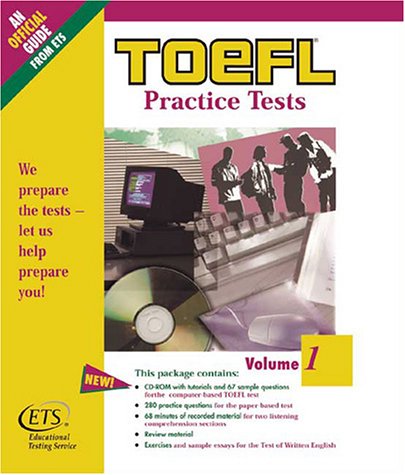 AN
OFFICIAL
GUIDE
FROM ETS
TOEFL®
Practice Tests
We
prepare
the tests –
let us
help
prepare
you!
Volume 1
NEW!
This package contains:
• CD-ROM with tutorials and 67 sample questions
forthe computer-based TOEFL test
• 280 practice questions for the paper-based test
• 68 minutes of recorded material for two listening
comprehension sections
• Review material
• Exercises and sample essays for the Test of Written English
ETS®
Educational
Testing Service